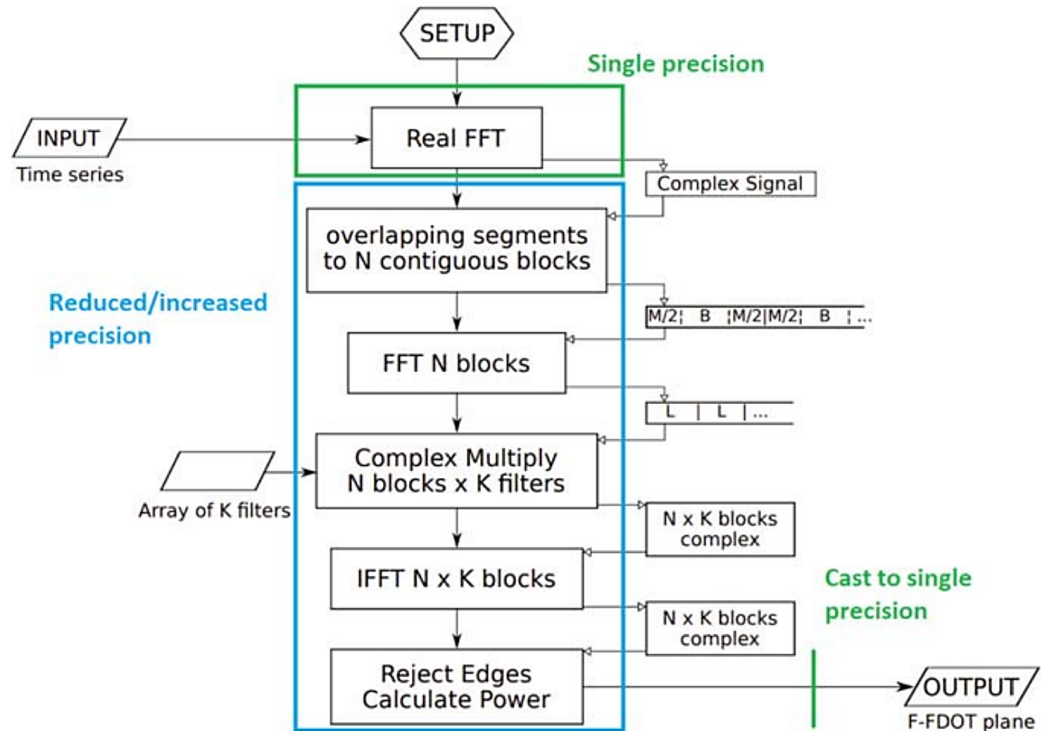 SETUP
Single precision
INPUT
Time series
Real FFT
Complex Signal
overlapping segments
to N contiguous blocks
Reduced/increased
precision
M/2¦ B ¦M/2|M/2¦ B ¦ ...
FFT N blocks
L | L | ...
Complex Multiply
N blocks x K filters
Array of K filters
N x K blocks
complex
IFFT N x K blocks
Cast to single
precision
N x K blocks
complex
Reject Edges
Calculate Power
OUTPUT
F-FDOT plane